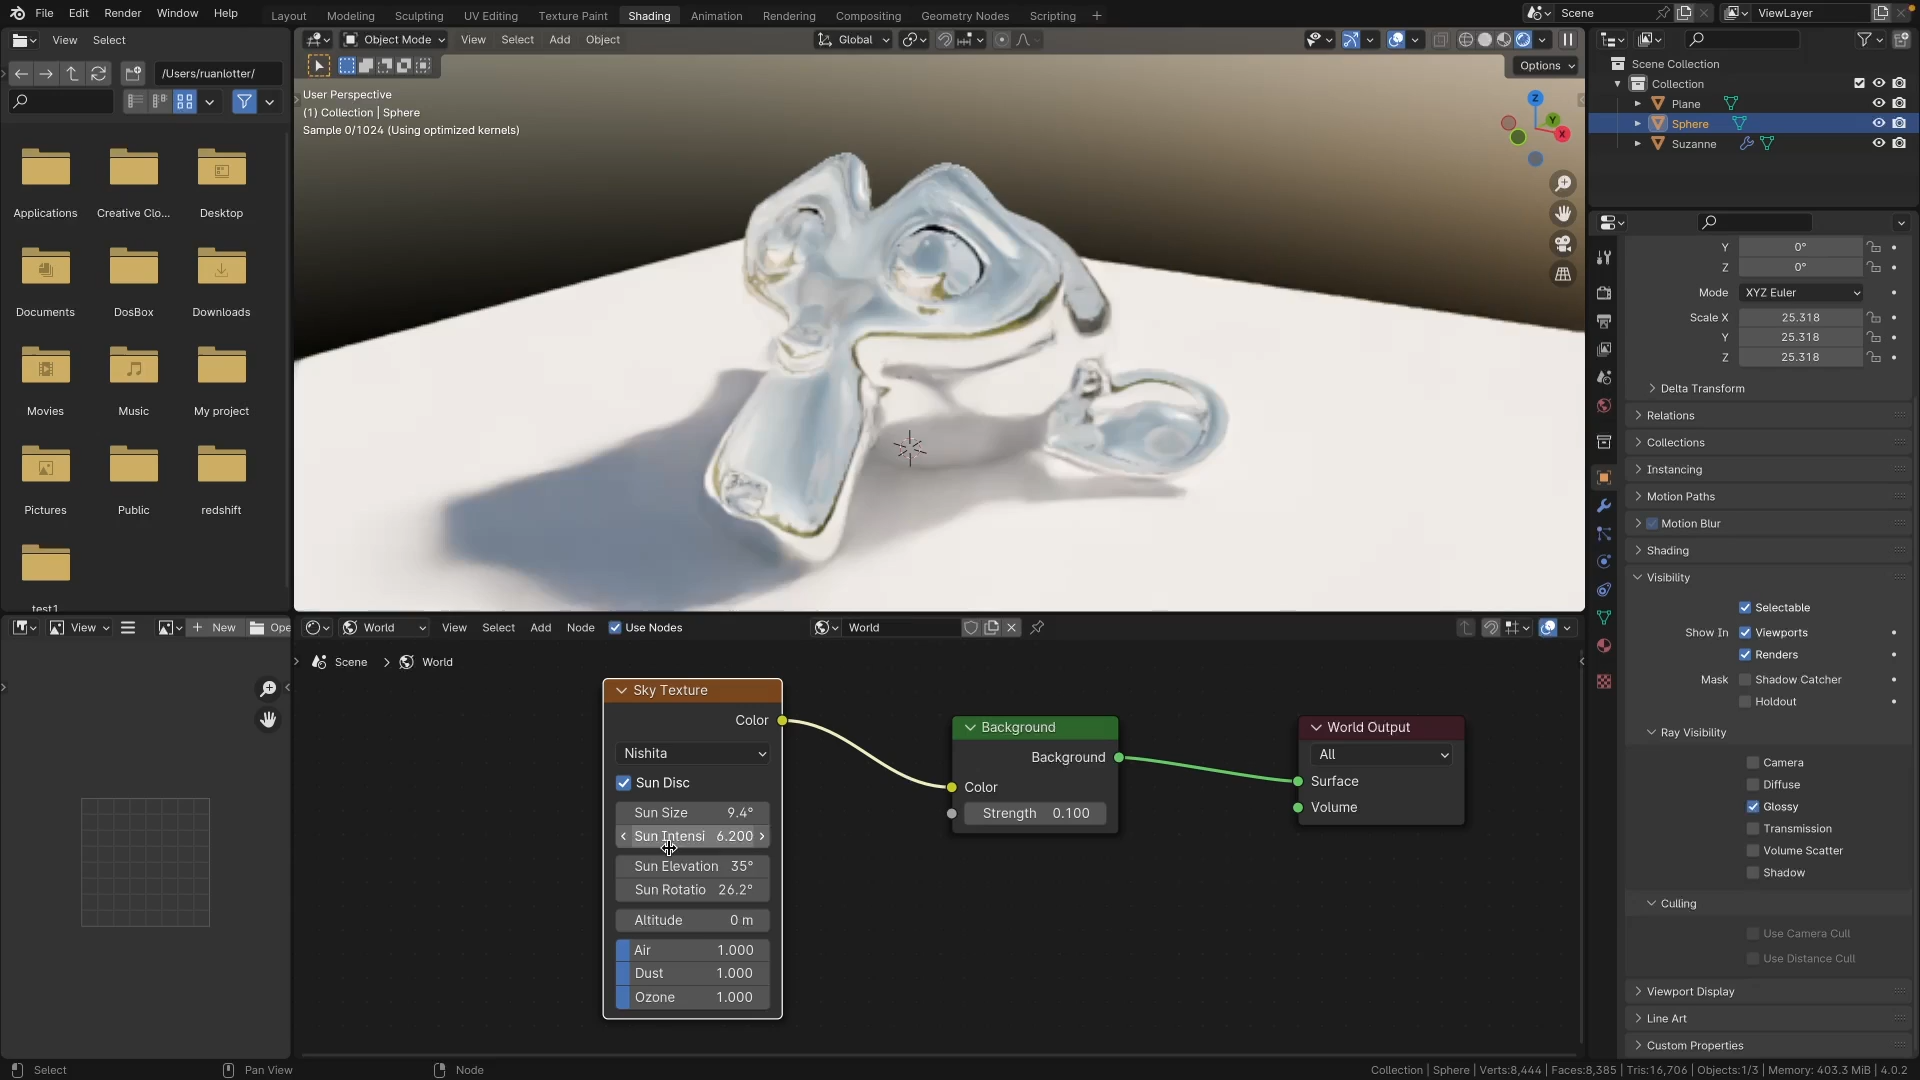 File Edit Render Window Help
Layout Modeling Sculpting UV Editing Texture Paint Shading Animation Rendering Compositing Geometry Nodes Scripting +
Scene ViewLayer
View Select
/Users/ruanlotter/
Applications Creative Clo... Desktop
Documents DosBox Downloads
Movies Music My project
Pictures Public redshift
test1
Object Mode View Select Add Object Global
Options
User Perspective
(1) Collection | Sphere
Sample 0/1024 (Using optimized kernels)
Z
Y
X
Scene Collection
Collection
Plane
Sphere
Suzanne
Y 0°
Z 0°
Mode XYZ Euler
Scale X 25.318
Y 25.318
Z 25.318
Delta Transform
Relations
Collections
Instancing
Motion Paths
Motion Blur
Shading
Visibility
Selectable
Show In Viewports
Renders
Mask Shadow Catcher
Holdout
Ray Visibility
Camera
Diffuse
Glossy
Transmission
Volume Scatter
Shadow
Culling
Use Camera Cull
Use Distance Cull
Viewport Display
Line Art
Custom Properties
View + New Ope
World View Select Add Node Use Nodes World
Scene > World
Sky Texture
Color
Nishita
Sun Disc
Sun Size 9.4°
Sun Intensi 6.200
Sun Elevation 35°
Sun Rotatio 26.2°
Altitude 0 m
Air 1.000
Dust 1.000
Ozone 1.000
Background
Background
Color
Strength 0.100
World Output
All
Surface
Volume
Select Pan View Node
Collection | Sphere | Verts:8,444 | Faces:8,385 | Tris:16,706 | Objects:1/3 | Memory: 403.3 MiB | 4.0.2